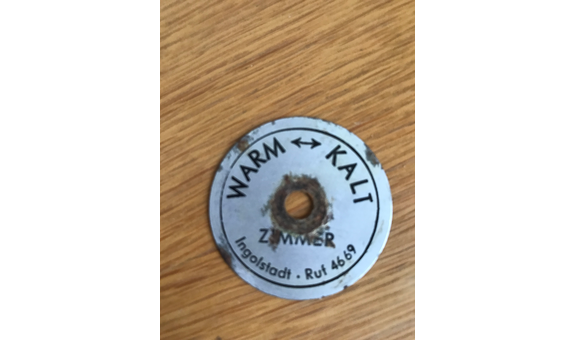 WARM ↔ KALT
ZIMMER
Ingolstadt · Ruf 4669